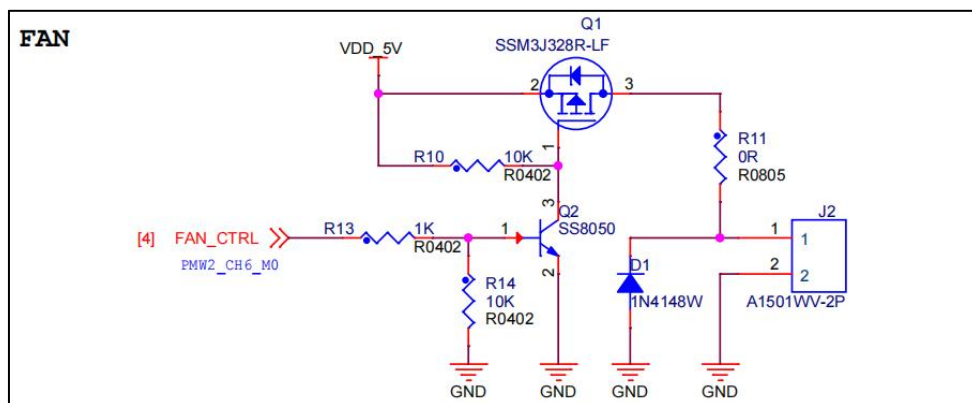 FAN
Q1
SSM3J328R-LF
VDD_5V
2
3
1
R10
10K
R0402
R11
0R
R0805
3
Q2
SS8050
J2
[4]
FAN_CTRL
R13
1K
R0402
1
PMW2_CH6_M0
1
1
2
2
2
R14
10K
R0402
D1
1N4148W
A1501WV-2P
GND
GND
GND
GND